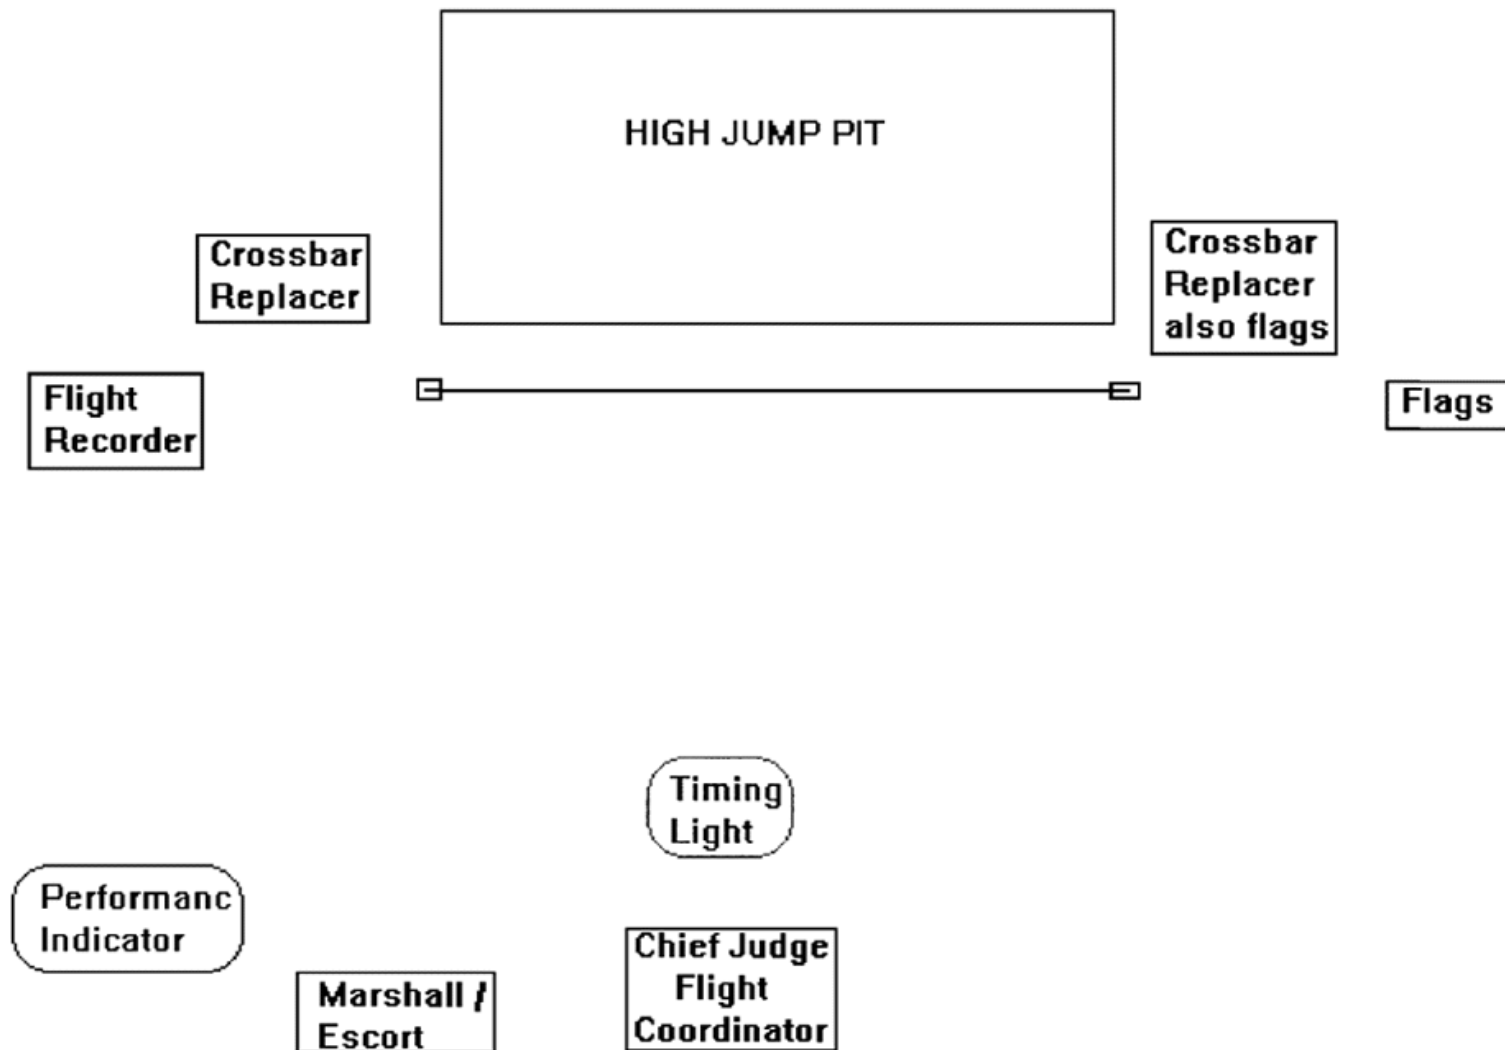 HIGH JUMP PIT
Crossbar
Replacer
Crossbar
Replacer
also flags
Flight
Recorder
Flags
Timing
Light
Performanc
Indicator
Marshall /
Escort
Chief Judge
Flight
Coordinator